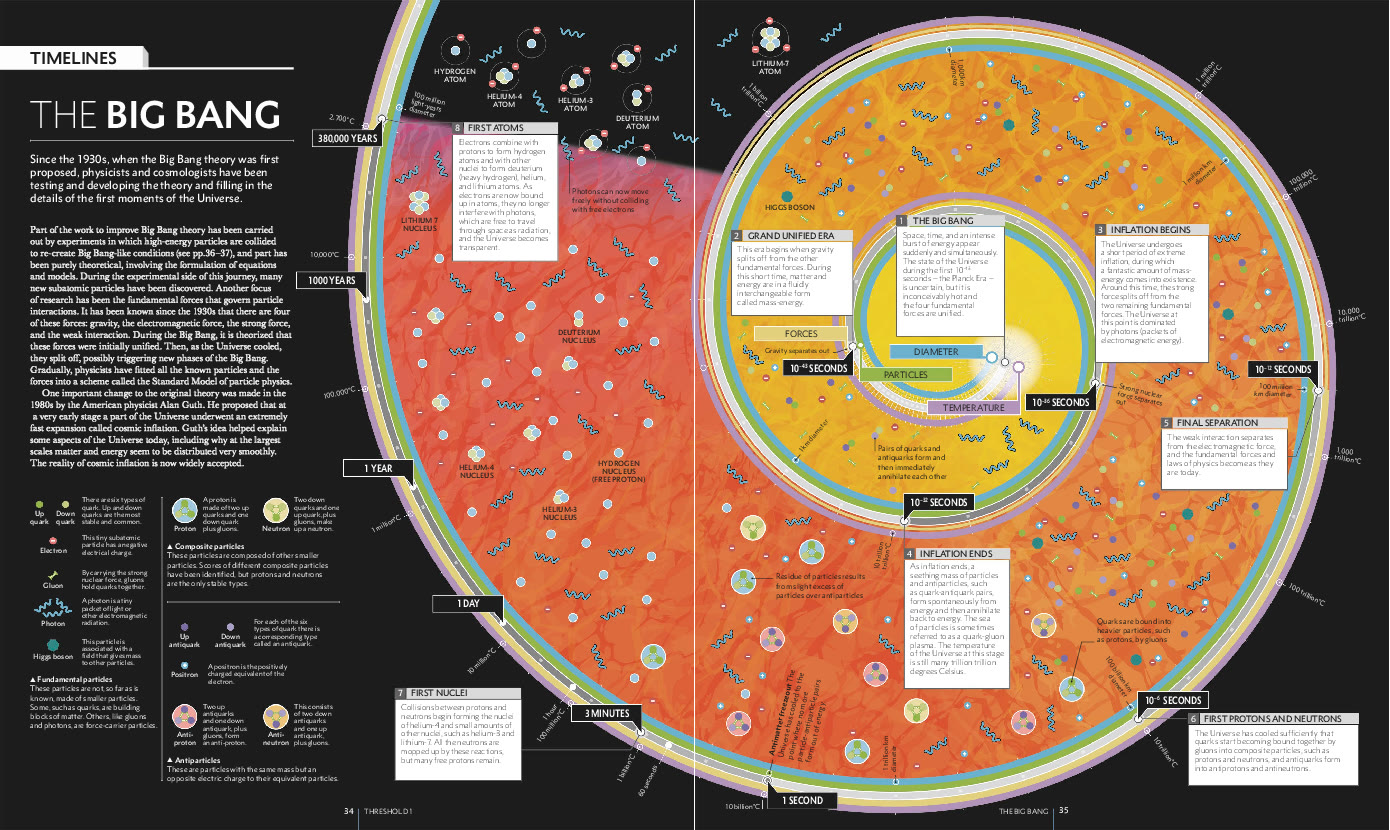 TIMELINES
THE BIG BANG
Since the 1930s, when the Big Bang theory was first
proposed, physicists and cosmologists have been
testing and developing the theory and filling in the
details of the first moments of the Universe.
Part of the work to improve Big Bang theory has been carried
out by experiments in which high-energy particles are collided
to re-create Big Bang-like conditions (see pp.36–37), and part has
been purely theoretical, involving the formulation of equations
and models. During the experimental side of this journey, many
new subatomic particles have been discovered. Another focus
of research has been the fundamental forces that govern particle
interactions. It has been known since the 1930s that there are four
of these forces: gravity, the electromagnetic force, the strong force,
and the weak interaction. During the Big Bang, it is theorized that
these forces were initially unified. Then, as the Universe cooled,
they split off, possibly triggering new phases of the Big Bang.
Gradually, physicists have fitted all the known particles and the
forces into a scheme called the Standard Model of particle physics.
One important change to the original theory was made in the
1980s by the American physicist Alan Guth. He proposed that at
a very early stage a part of the Universe underwent an extremely
fast expansion called cosmic inflation. Guth's idea helped explain
some aspects of the Universe today, including why at the largest
scales matter and energy seem to be distributed very smoothly.
The reality of cosmic inflation is now widely accepted.
Up
quark
Down
quark
There are six types of
quark. Up and down
quarks are the most
stable and common.
Electron
This tiny subatomic
particle has a negative
electrical charge.
Gluon
By carrying the strong
nuclear force, gluons
hold quarks together.
Photon
A photon is a tiny
packet of light or
other electromagnetic
radiation.
Higgs boson
This particle is
associated with a
field that gives mass
to other particles.
▲ Fundamental particles
These particles are not, so far as is
known, made of smaller particles.
Some, such as quarks, are building
blocks of matter. Others, like gluons
and photons, are force-carrier particles.
Proton
A proton is
made of two up
quarks and one
down quark
plus gluons.
Neutron
Two down
quarks and one
up quark, plus
gluons, make
up a neutron.
▲ Composite particles
These particles are composed of other smaller
particles. Scores of different composite particles
have been identified, but protons and neutrons
are the only stable types.
Up
antiquark
Down
antiquark
For each of the six
types of quark there is
a corresponding type
called an antiquark.
Positron
A positron is the positively
charged equivalent of the
electron.
Anti-
proton
Two up
antiquarks
and one down
antiquark, plus
gluons, form
an anti-proton.
Anti-
neutron
This consists
of two down
antiquarks
and one up
antiquark,
plus gluons.
▲ Antiparticles
These are particles with the same mass but an
opposite electric charge to their equivalent particles.
HYDROGEN
ATOM
HELIUM-4
ATOM
HELIUM-3
ATOM
DEUTERIUM
ATOM
LITHIUM-7
ATOM
100 million
light-years
diameter
2,700°C
380,000 YEARS
8 FIRST ATOMS
Electrons combine with
protons to form hydrogen
atoms and with other
nuclei to form deuterium
(heavy hydrogen), helium,
and lithium atoms. As
electrons are now bound
up in atoms, they no longer
interfere with photons,
which are free to travel
through space as radiation,
and the Universe becomes
transparent.
Photons can now move
freely without colliding
with free electrons
LITHIUM 7
NUCLEUS
10,000°C
1000 YEARS
DEUTERIUM
NUCLEUS
100,000°C
1 YEAR
HELIUM-4
NUCLEUS
HYDROGEN
NUCLEUS
(FREE PROTON)
HELIUM-3
NUCLEUS
1 million°C
1 DAY
10 million°C
1 hour
100 million°C
3 MINUTES
1 billion°C
60 seconds
7 FIRST NUCLEI
Collisions between protons and
neutrons begin forming the nuclei
of helium-4 and small amounts of
other nuclei, such as helium-3 and
lithium-7. All the neutrons are
mopped up by these reactions,
but many free protons remain.
1 billion
trillion°C
1,000km
diameter
1 million
trillion°C
1 million km
diameter
100,000
trillion°C
HIGGS BOSON
2 GRAND UNIFIED ERA
This era begins when gravity
splits off from the other
fundamental forces. During
this short time, matter and
energy are in a fluidly
interchangeable form
called mass-energy.
1 THE BIG BANG
Space, time, and an intense
burst of energy appear
suddenly and simultaneously.
The state of the Universe
during the first 10⁻⁴³
seconds – the Planck Era –
is uncertain, but it is
inconceivably hot and
the four fundamental
forces are unified.
3 INFLATION BEGINS
The Universe undergoes
a short period of extreme
inflation, during which
a fantastic amount of mass-
energy comes into existence.
Around this time, the strong
force splits off from the
two remaining fundamental
forces. The Universe at
this point is dominated
by photons (packets of
electromagnetic energy).
FORCES
Gravity separates out
10⁻⁴³ SECONDS
DIAMETER
PARTICLES
TEMPERATURE
10⁻³⁶ SECONDS
Strong nuclear
force separates
out
10,000
trillion°C
10⁻¹² SECONDS
100 million
km diameter
1,000
trillion°C
5 FINAL SEPARATION
The weak interaction separates
from the electromagnetic force,
and the fundamental forces and
laws of physics become as they
are today.
1km diameter
Pairs of quarks and
antiquarks form and
then immediately
annihilate each other
10⁻³² SECONDS
10 trillion
trillion°C
4 INFLATION ENDS
As inflation ends, a
seething mass of particles
and antiparticles, such
as quark-antiquark pairs,
form spontaneously from
energy and then annihilate
back to energy. The sea
of particles is sometimes
referred to as a quark-gluon
plasma. The temperature
of the Universe at this stage
is still many trillion trillion
degrees Celsius.
Residue of particles results
from slight excess of
particles over antiparticles
100 trillion°C
Quarks are bound into
heavier particles, such
as protons, by gluons
100 billion km
diameter
10⁻⁶ SECONDS
10 trillion°C
6 FIRST PROTONS AND NEUTRONS
The Universe has cooled sufficiently that
quarks start becoming bound together by
gluons into composite particles, such as
protons and neutrons, and antiquarks form
into antiprotons and antineutrons.
Antimatter freezeout The
Universe has cooled to the
point where no more
particle-antiparticle pairs
form out of energy
1 trillion km
diameter
10 billion°C
1 SECOND
34 THRESHOLD 1
THE BIG BANG 35